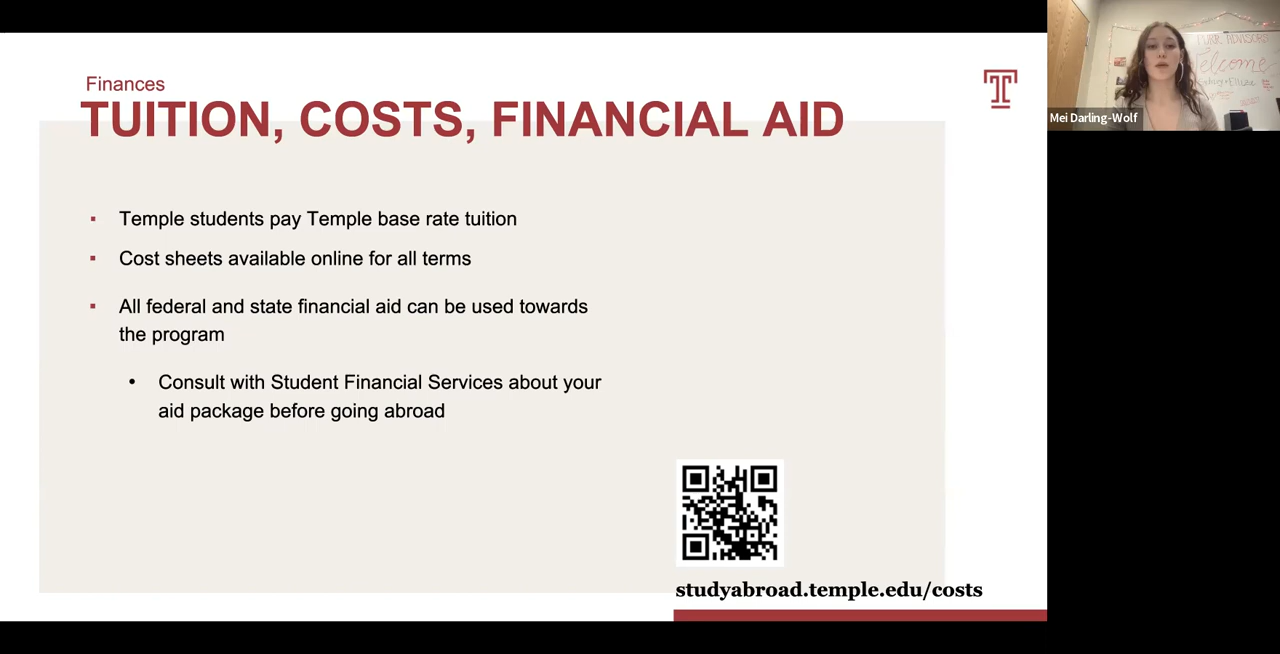 Finances
TUITION, COSTS, FINANCIAL AID
▪ Temple students pay Temple base rate tuition
▪ Cost sheets available online for all terms
▪ All federal and state financial aid can be used towards
the program
• Consult with Student Financial Services about your
aid package before going abroad
studyabroad.temple.edu/costs
T
Welcome
Mei Darling-Wolf